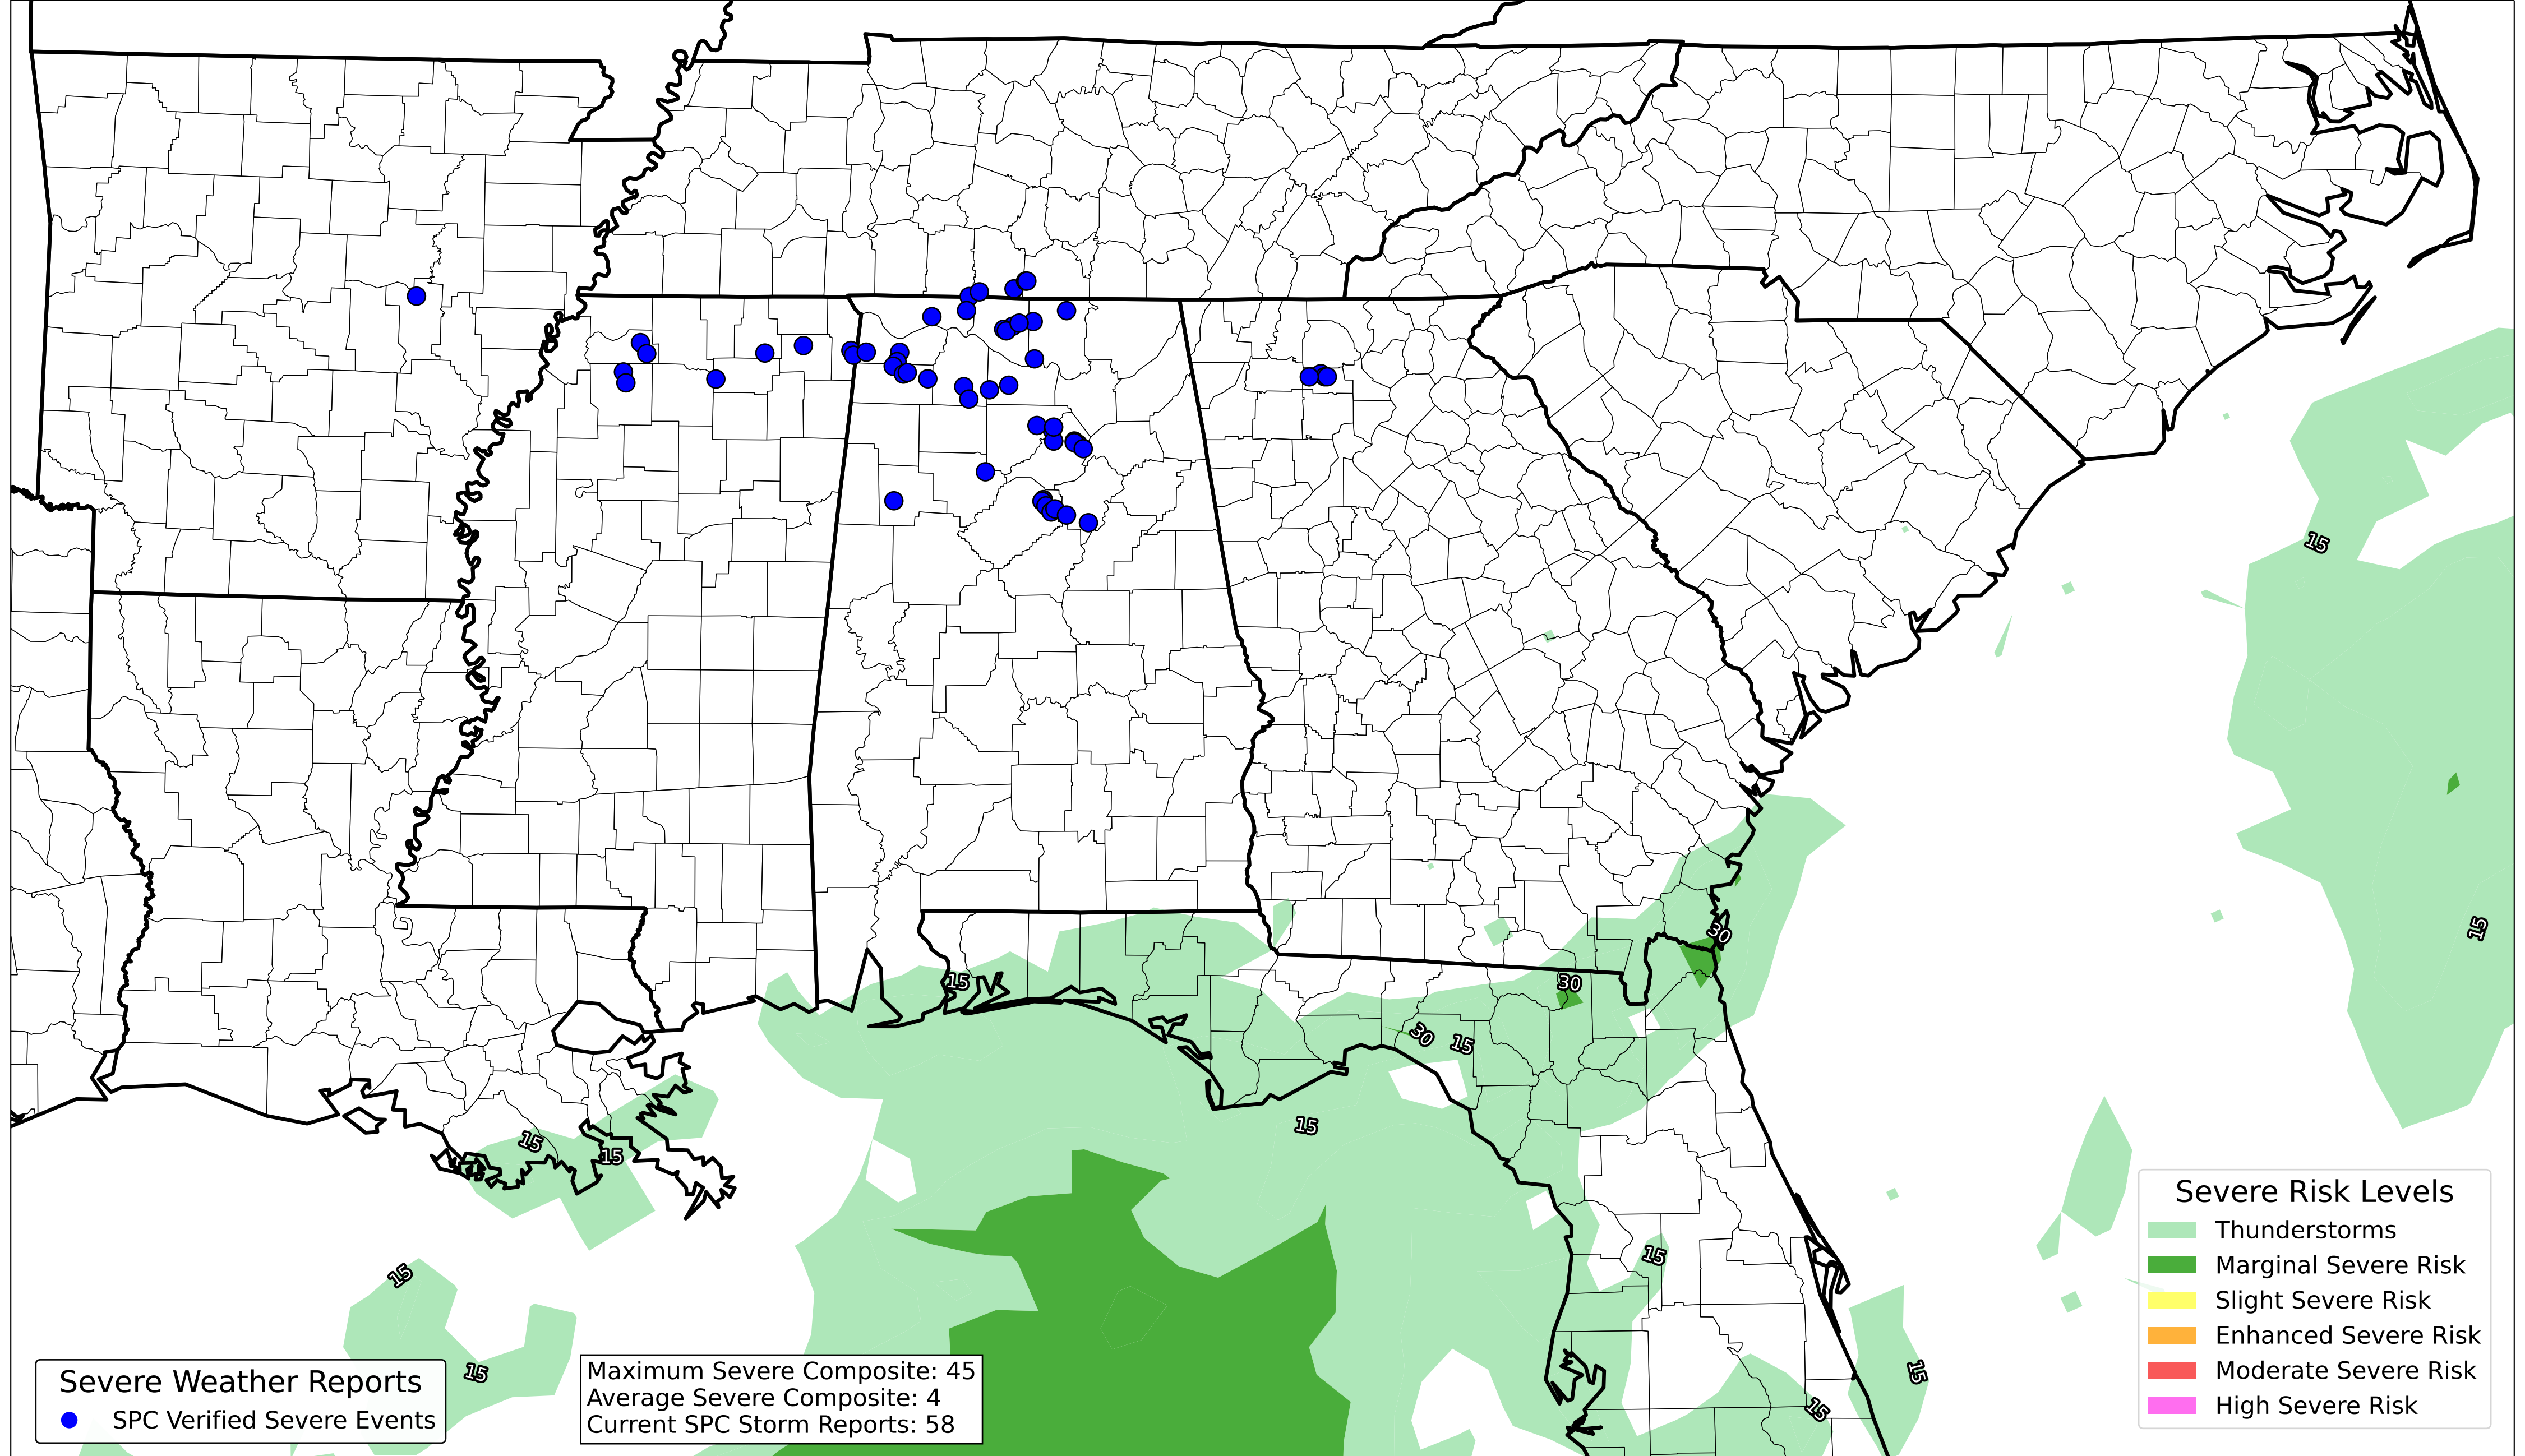 15
30
15
15
30
30
15
15
15
15
15
15
15
15
15
Severe Risk Levels
Thunderstorms
Marginal Severe Risk
Slight Severe Risk
Enhanced Severe Risk
Moderate Severe Risk
High Severe Risk
Severe Weather Reports
SPC Verified Severe Events
Maximum Severe Composite: 45
Average Severe Composite: 4
Current SPC Storm Reports: 58